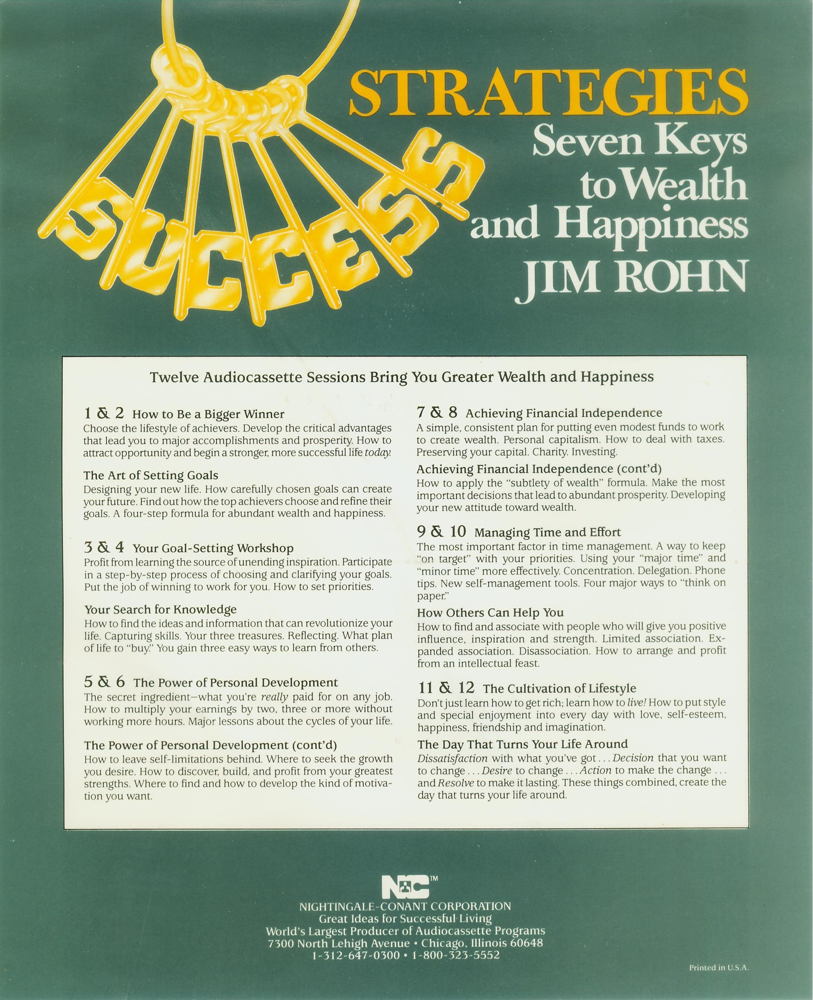 SUCCESS
STRATEGIES
Seven Keys
to Wealth
and Happiness
JIM ROHN
Twelve Audiocassette Sessions Bring You Greater Wealth and Happiness
1 & 2 How to Be a Bigger Winner
Choose the lifestyle of achievers. Develop the critical advantages
that lead you to major accomplishments and prosperity. How to
attract opportunity and begin a stronger, more successful life today.
The Art of Setting Goals
Designing your new life. How carefully chosen goals can create
your future. Find out how the top achievers choose and refine their
goals. A four-step formula for abundant wealth and happiness.
3 & 4 Your Goal-Setting Workshop
Profit from learning the source of unending inspiration. Participate
in a step-by-step process of choosing and clarifying your goals.
Put the job of winning to work for you. How to set priorities.
Your Search for Knowledge
How to find the ideas and information that can revolutionize your
life. Capturing skills. Your three treasures. Reflecting. What plan
of life to “buy.” You gain three easy ways to learn from others.
5 & 6 The Power of Personal Development
The secret ingredient—what you're really paid for on any job.
How to multiply your earnings by two, three or more without
working more hours. Major lessons about the cycles of your life.
The Power of Personal Development (cont'd)
How to leave self-limitations behind. Where to seek the growth
you desire. How to discover, build, and profit from your greatest
strengths. Where to find and how to develop the kind of motiva-
tion you want.
7 & 8 Achieving Financial Independence
A simple, consistent plan for putting even modest funds to work
to create wealth. Personal capitalism. How to deal with taxes.
Preserving your capital. Charity. Investing.
Achieving Financial Independence (cont'd)
How to apply the “subtlety of wealth” formula. Make the most
important decisions that lead to abundant prosperity. Developing
your new attitude toward wealth.
9 & 10 Managing Time and Effort
The most important factor in time management. A way to keep
“on target” with your priorities. Using your “major time” and
“minor time” more effectively. Concentration. Delegation. Phone
tips. New self-management tools. Four major ways to “think on
paper.”
How Others Can Help You
How to find and associate with people who will give you positive
influence, inspiration and strength. Limited association. Ex-
panded association. Disassociation. How to arrange and profit
from an intellectual feast.
11 & 12 The Cultivation of Lifestyle
Don't just learn how to get rich; learn how to live! How to put style
and special enjoyment into every day with love, self-esteem,
happiness, friendship and imagination.
The Day That Turns Your Life Around
Dissatisfaction with what you've got...Decision that you want
to change...Desire to change...Action to make the change...
and Resolve to make it lasting. These things combined, create the
day that turns your life around.
NC™
NIGHTINGALE-CONANT CORPORATION
Great Ideas for Successful Living
World's Largest Producer of Audiocassette Programs
7300 North Lehigh Avenue • Chicago, Illinois 60648
1-312-647-0300 • 1-800-323-5552
Printed in U.S.A.